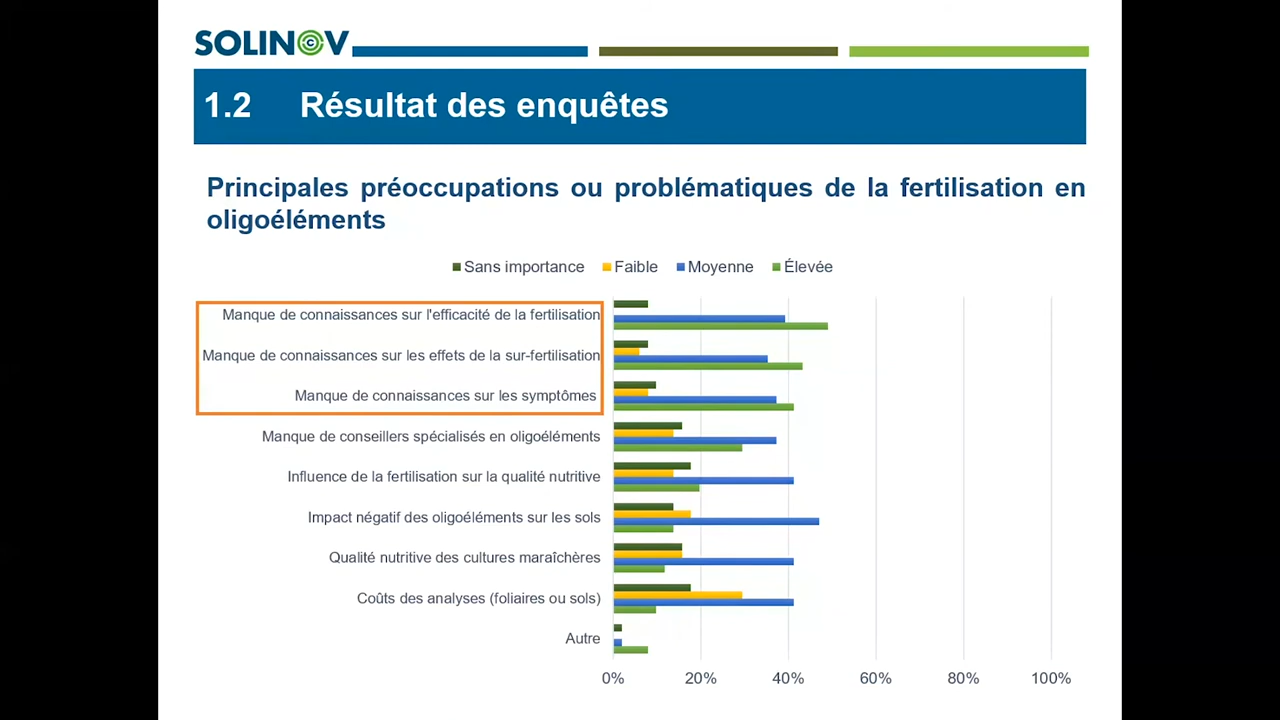 SOLINOV
1.2 Résultat des enquêtes
Principales préoccupations ou problématiques de la fertilisation en
oligoéléments
Sans importance Faible Moyenne Élevée
Manque de connaissances sur l'efficacité de la fertilisation
Manque de connaissances sur les effets de la sur-fertilisation
Manque de connaissances sur les symptômes
Manque de conseillers spécialisés en oligoéléments
Influence de la fertilisation sur la qualité nutritive
Impact négatif des oligoéléments sur les sols
Qualité nutritive des cultures maraîchères
Coûts des analyses (foliaires ou sols)
Autre
0% 20% 40% 60% 80% 100%